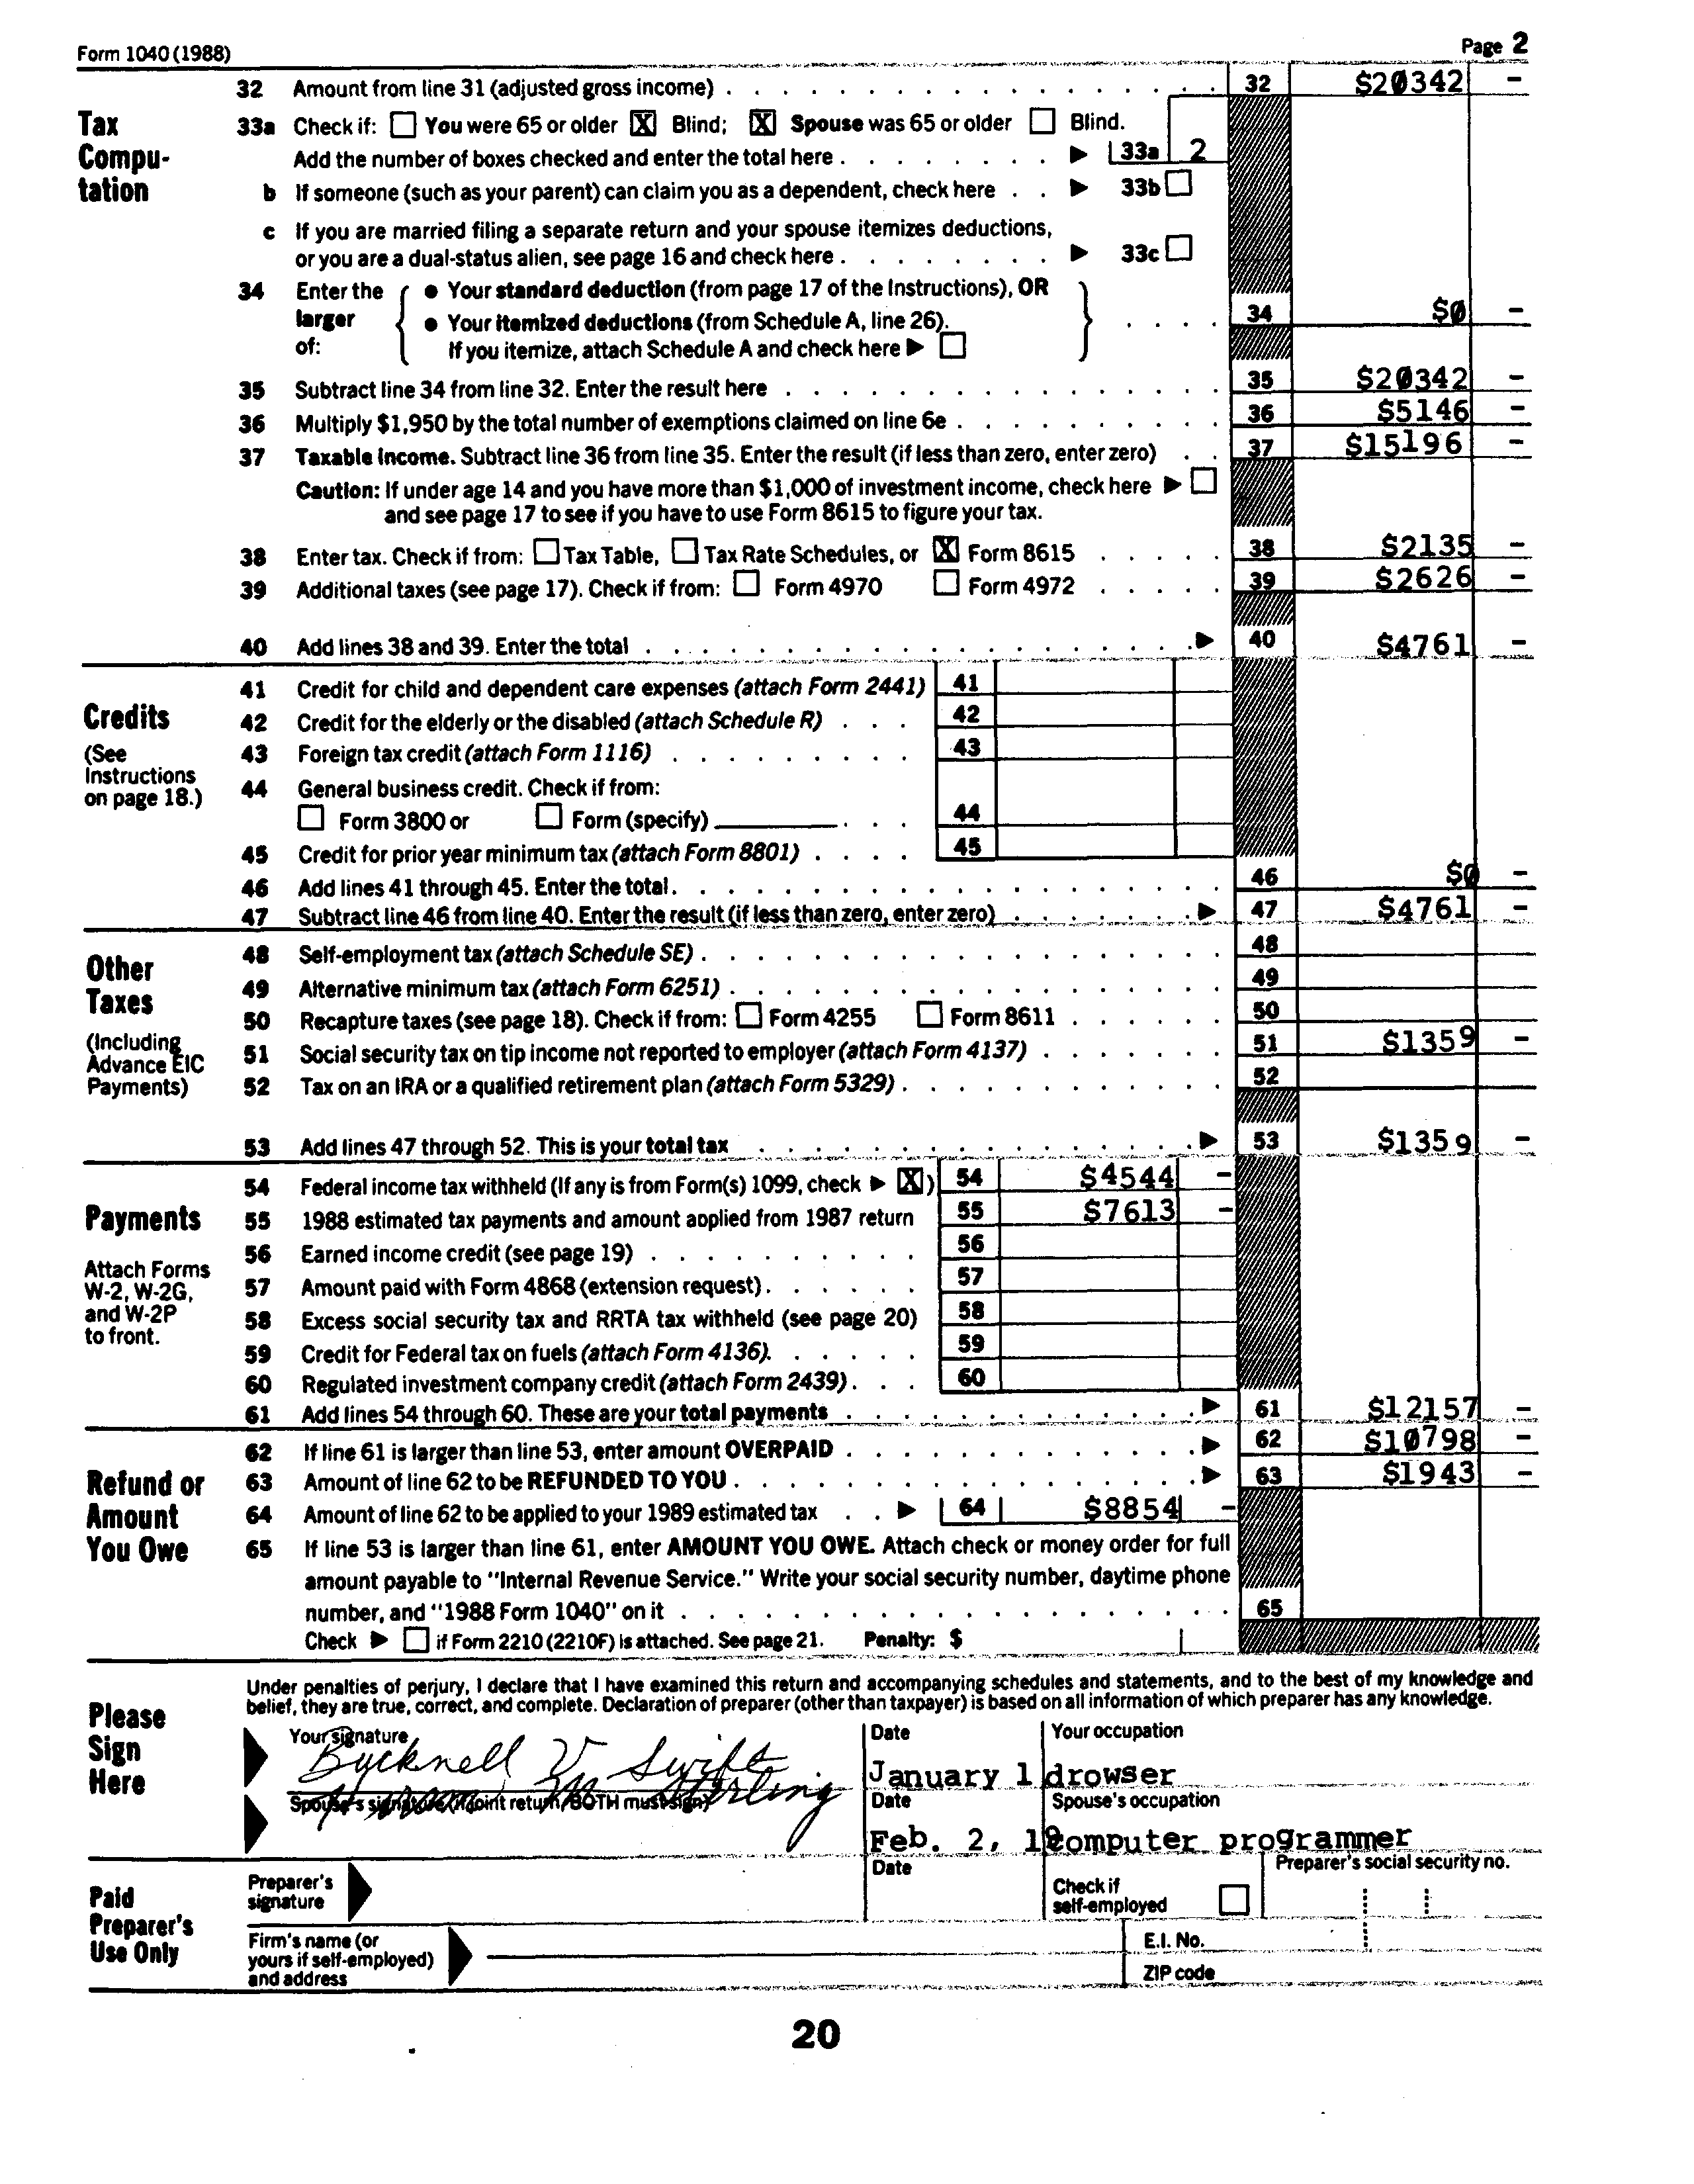 Form 1040 (1988) Page 2
32 Amount from line 31 (adjusted gross income) 32 $20342 –
Tax Compu-tation
33a Check if: You were 65 or older X Blind; X Spouse was 65 or older Blind.
Add the number of boxes checked and enter the total here 33a 2
b If someone (such as your parent) can claim you as a dependent, check here 33b
c If you are married filing a separate return and your spouse itemizes deductions,
or you are a dual-status alien, see page 16 and check here 33c
34 Enter the larger of:
• Your standard deduction (from page 17 of the Instructions), OR
• Your itemized deductions (from Schedule A, line 26).
If you itemize, attach Schedule A and check here
34 $0 –
35 Subtract line 34 from line 32. Enter the result here 35 $20342 –
36 Multiply $1,950 by the total number of exemptions claimed on line 6e 36 $5146 –
37 Taxable income. Subtract line 36 from line 35. Enter the result (if less than zero, enter zero) 37 $15196 –
Caution: If under age 14 and you have more than $1,000 of investment income, check here
and see page 17 to see if you have to use Form 8615 to figure your tax.
38 Enter tax. Check if from: Tax Table, Tax Rate Schedules, or X Form 8615 38 $2135 –
39 Additional taxes (see page 17). Check if from: Form 4970 Form 4972 39 $2626 –
40 Add lines 38 and 39. Enter the total 40 $4761 –
Credits
(See Instructions on page 18.)
41 Credit for child and dependent care expenses (attach Form 2441) 41
42 Credit for the elderly or the disabled (attach Schedule R) 42
43 Foreign tax credit (attach Form 1116) 43
44 General business credit. Check if from:
Form 3800 or Form (specify) 44
45 Credit for prior year minimum tax (attach Form 8801) 45
46 Add lines 41 through 45. Enter the total 46 $0 –
47 Subtract line 46 from line 40. Enter the result (if less than zero, enter zero) 47 $4761 –
Other Taxes
(Including Advance EIC Payments)
48 Self-employment tax (attach Schedule SE) 48
49 Alternative minimum tax (attach Form 6251) 49
50 Recapture taxes (see page 18). Check if from: Form 4255 Form 8611 50
51 Social security tax on tip income not reported to employer (attach Form 4137) 51 $1359 –
52 Tax on an IRA or a qualified retirement plan (attach Form 5329) 52
53 Add lines 47 through 52. This is your total tax 53 $1359 –
Payments
Attach Forms W-2, W-2G, and W-2P to front.
54 Federal income tax withheld (If any is from Form(s) 1099, check X) 54 $4544 –
55 1988 estimated tax payments and amount applied from 1987 return 55 $7613 –
56 Earned income credit (see page 19) 56
57 Amount paid with Form 4868 (extension request) 57
58 Excess social security tax and RRTA tax withheld (see page 20) 58
59 Credit for Federal tax on fuels (attach Form 4136) 59
60 Regulated investment company credit (attach Form 2439) 60
61 Add lines 54 through 60. These are your total payments 61 $12157 –
Refund or Amount You Owe
62 If line 61 is larger than line 53, enter amount OVERPAID 62 $10798 –
63 Amount of line 62 to be REFUNDED TO YOU 63 $1943 –
64 Amount of line 62 to be applied to your 1989 estimated tax 64 $8854 –
65 If line 53 is larger than line 61, enter AMOUNT YOU OWE. Attach check or money order for full
amount payable to "Internal Revenue Service." Write your social security number, daytime phone
number, and "1988 Form 1040" on it 65
Check if Form 2210 (2210F) is attached. See page 21. Penalty: $
Please Sign Here
Under penalties of perjury, I declare that I have examined this return and accompanying schedules and statements, and to the best of my knowledge and
belief, they are true, correct, and complete. Declaration of preparer (other than taxpayer) is based on all information of which preparer has any knowledge.
Your signature Date Your occupation
Bucknell V Swift January 1 drowser
Spouse's signature (if joint return, BOTH must sign) Date Spouse's occupation
Sterling Feb. 2, 19 computer programmer
Paid Preparer's Use Only
Preparer's signature Date Check if self-employed Preparer's social security no.
Firm's name (or yours if self-employed) and address
E.I. No.
ZIP code
20